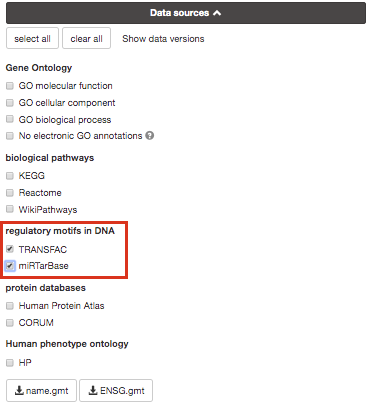 Data sources
select all clear all Show data versions
Gene Ontology
GO molecular function
GO cellular component
GO biological process
No electronic GO annotations ?
biological pathways
KEGG
Reactome
WikiPathways
regulatory motifs in DNA
TRANSFAC
miRTarBase
protein databases
Human Protein Atlas
CORUM
Human phenotype ontology
HP
name.gmt ENSG.gmt